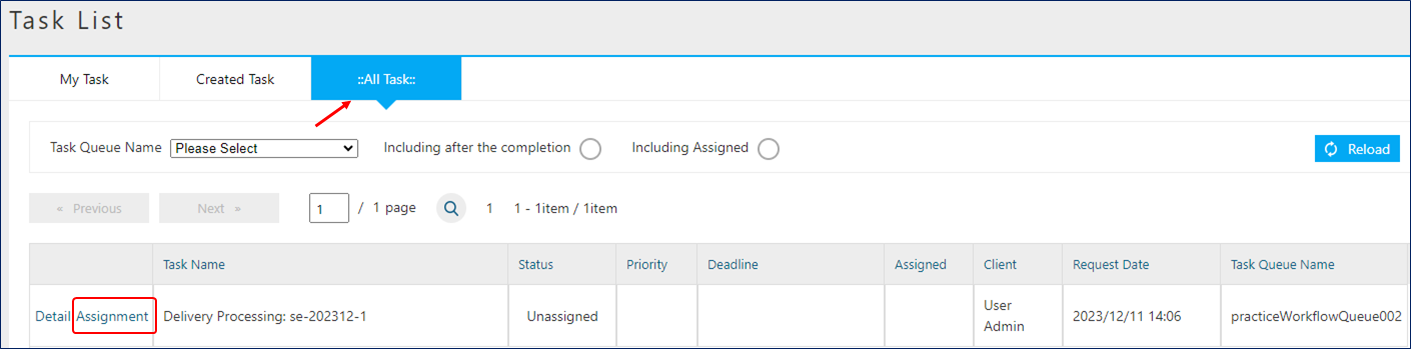 Task List
My Task Created Task ::All Task::
Task Queue Name Please Select Including after the completion Including Assigned Reload
« Previous Next » 1 / 1 page 1 1 - 1item / 1item
Task Name Status Priority Deadline Assigned Client Request Date Task Queue Name
Detail Assignment Delivery Processing: se-202312-1 Unassigned User Admin 2023/12/11 14:06 practiceWorkflowQueue002